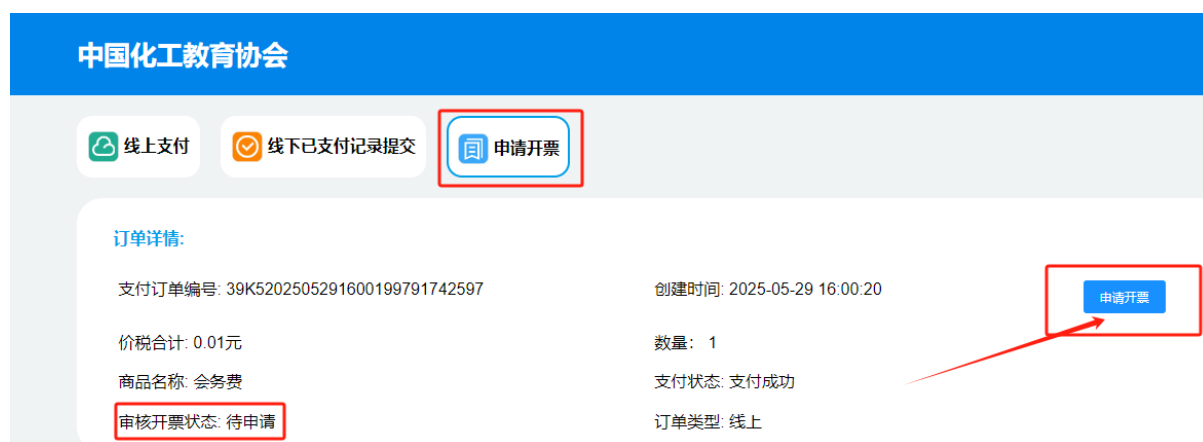 中国化工教育协会
线上支付 线下已支付记录提交 申请开票
订单详情:
支付订单编号: 39K5202505291600199791742597 创建时间: 2025-05-29 16:00:20 申请开票
价税合计: 0.01元 数量： 1
商品名称: 会务费 支付状态: 支付成功
审核开票状态: 待申请 订单类型: 线上